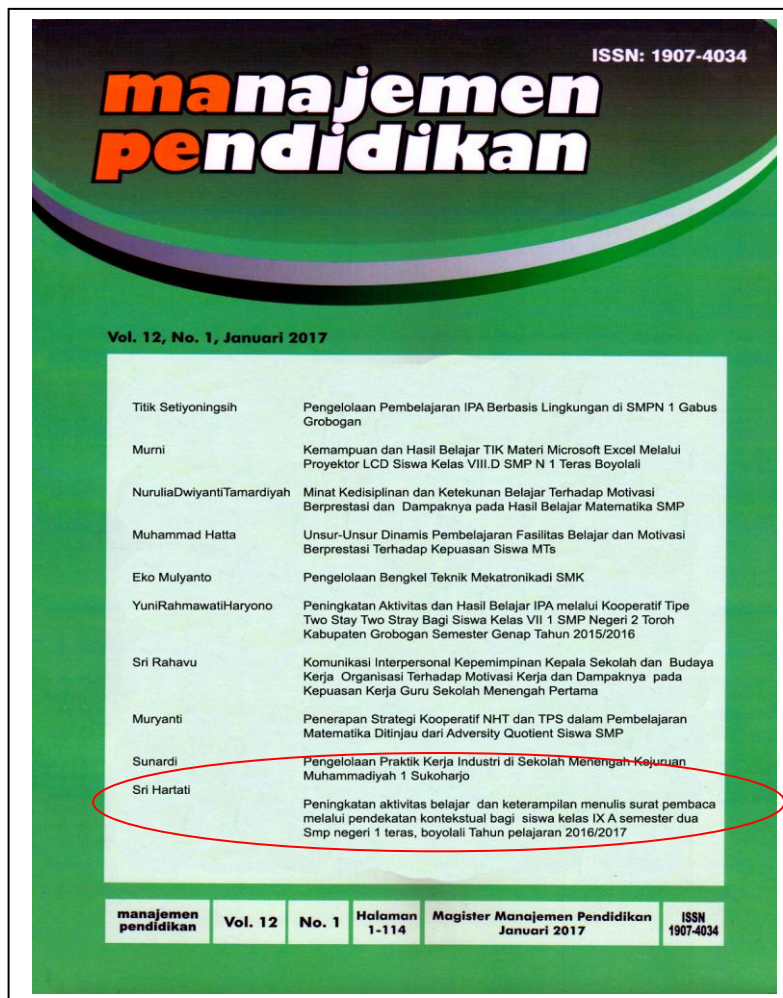 ISSN: 1907-4034
manajemen
pendidikan
Vol. 12, No. 1, Januari 2017
Titik Setiyoningsih Pengelolaan Pembelajaran IPA Berbasis Lingkungan di SMPN 1 Gabus
Grobogan
Murni Kemampuan dan Hasil Belajar TIK Materi Microsoft Excel Melalui
Proyektor LCD Siswa Kelas VIII.D SMP N 1 Teras Boyolali
NuruliaDwiyantiTamardiyah Minat Kedisiplinan dan Ketekunan Belajar Terhadap Motivasi
Berprestasi dan Dampaknya pada Hasil Belajar Matematika SMP
Muhammad Hatta Unsur-Unsur Dinamis Pembelajaran Fasilitas Belajar dan Motivasi
Berprestasi Terhadap Kepuasan Siswa MTs
Eko Mulyanto Pengelolaan Bengkel Teknik Mekatronikadi SMK
YuniRahmawatiHaryono Peningkatan Aktivitas dan Hasil Belajar IPA melalui Kooperatif Tipe
Two Stay Two Stray Bagi Siswa Kelas VII 1 SMP Negeri 2 Toroh
Kabupaten Grobogan Semester Genap Tahun 2015/2016
Sri Rahavu Komunikasi Interpersonal Kepemimpinan Kepala Sekolah dan Budaya
Kerja Organisasi Terhadap Motivasi Kerja dan Dampaknya pada
Kepuasan Kerja Guru Sekolah Menengah Pertama
Muryanti Penerapan Strategi Kooperatif NHT dan TPS dalam Pembelajaran
Matematika Ditinjau dari Adversity Quotient Siswa SMP
Sunardi Pengelolaan Praktik Kerja Industri di Sekolah Menengah Kejuruan
Muhammadiyah 1 Sukoharjo
Sri Hartati
Peningkatan aktivitas belajar dan keterampilan menulis surat pembaca
melalui pendekatan kontekstual bagi siswa kelas IX A semester dua
Smp negeri 1 teras, boyolali Tahun pelajaran 2016/2017
manajemen
pendidikan
Vol. 12
No. 1
Halaman
1-114
Magister Manajemen Pendidikan
Januari 2017
ISSN
1907-4034